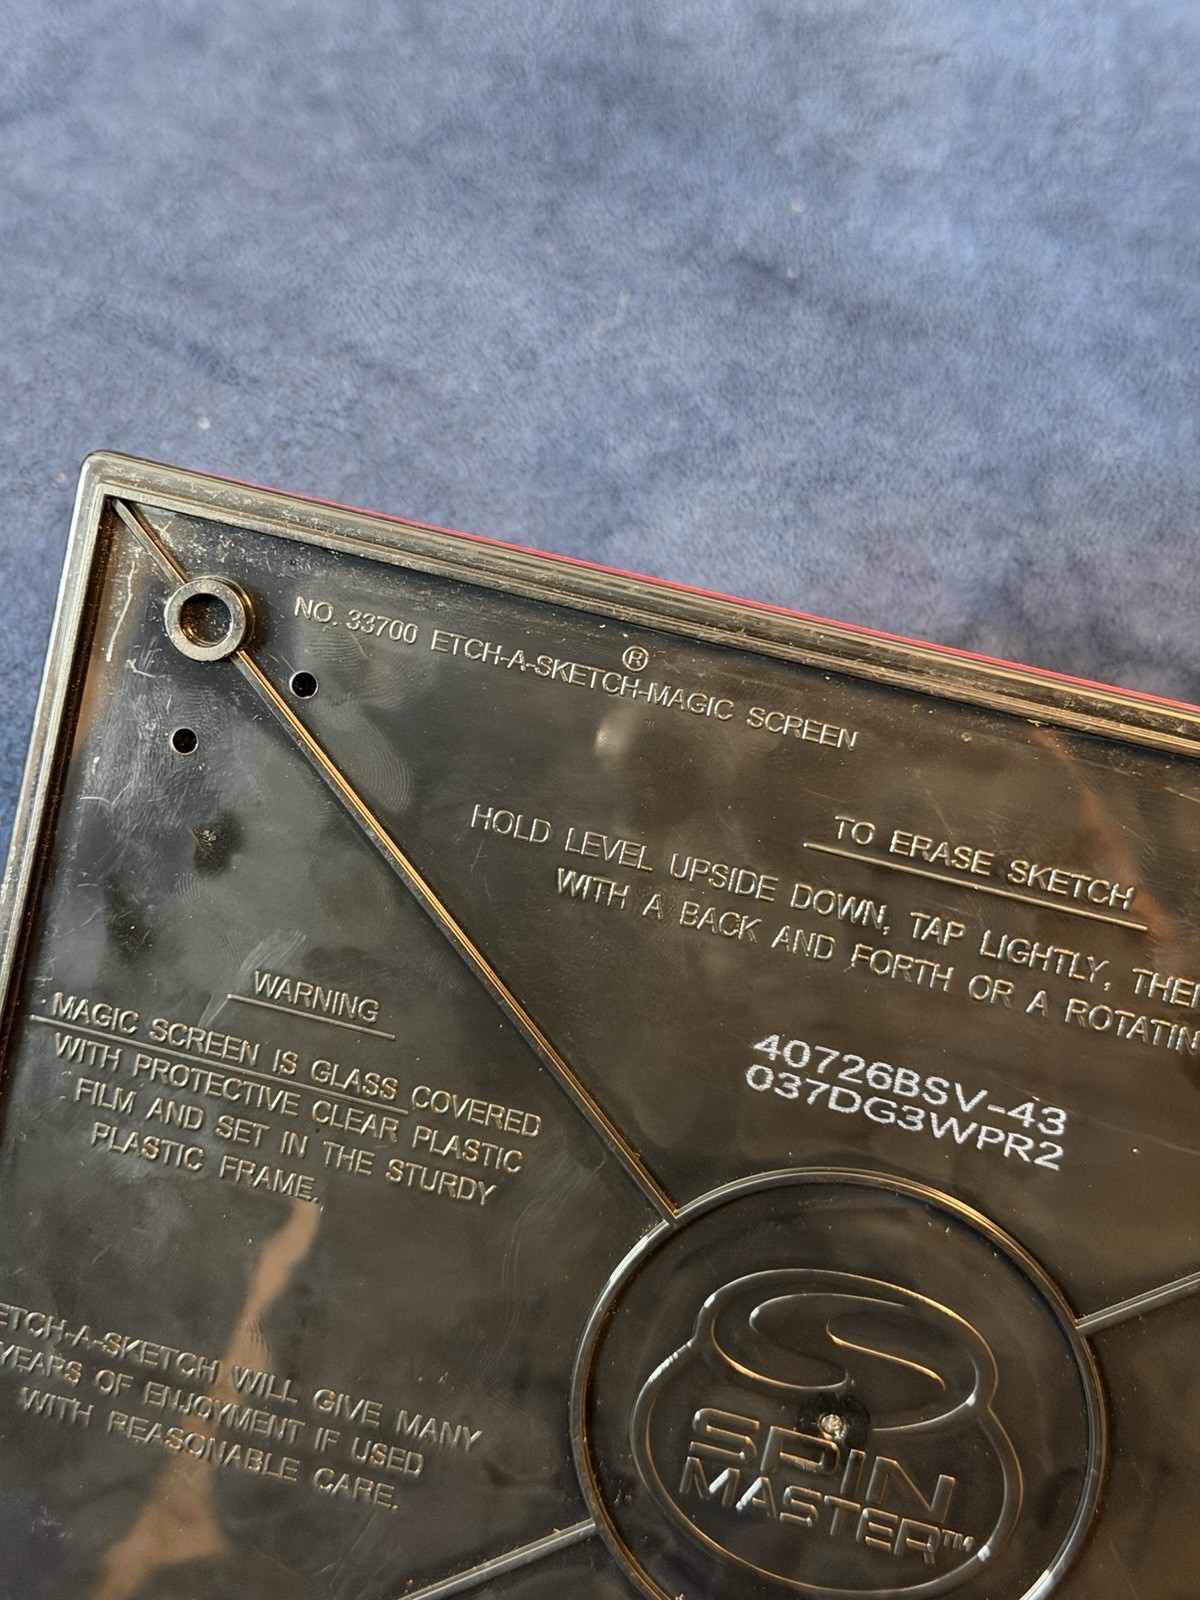 NO. 33700 ETCH-A-SKETCH®-MAGIC SCREEN
TO ERASE SKETCH
HOLD LEVEL UPSIDE DOWN, TAP LIGHTLY, THE
WITH A BACK AND FORTH OR A ROTATIN
40726BSV-43
037DG3WPR2
WARNING
MAGIC SCREEN IS GLASS COVERED
WITH PROTECTIVE CLEAR PLASTIC
FILM AND SET IN THE STURDY
PLASTIC FRAME.
ETCH-A-SKETCH WILL GIVE MANY
YEARS OF ENJOYMENT IF USED
WITH REASONABLE CARE.
SPIN
MASTER™